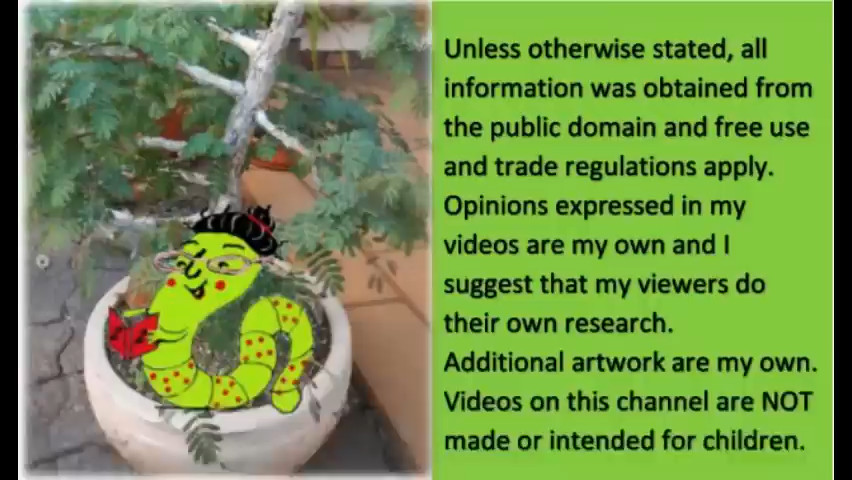 Unless otherwise stated, all
information was obtained from
the public domain and free use
and trade regulations apply.
Opinions expressed in my
videos are my own and I
suggest that my viewers do
their own research.
Additional artwork are my own.
Videos on this channel are NOT
made or intended for children.